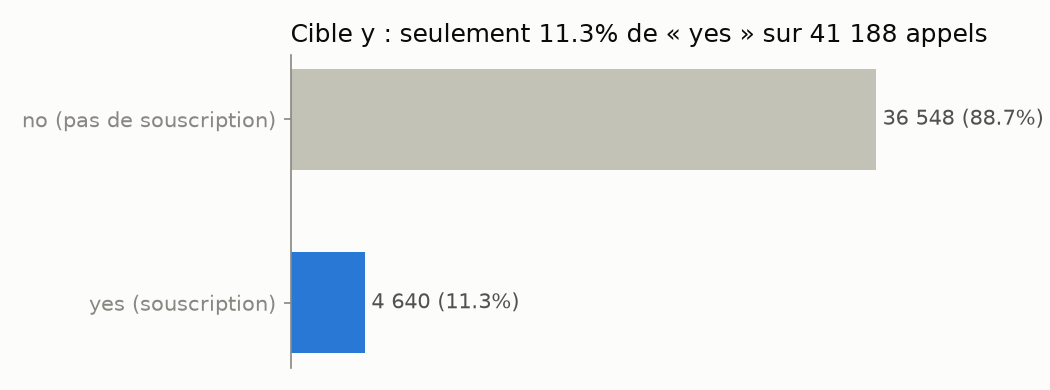 Cible y : seulement 11.3% de « yes » sur 41 188 appels
no (pas de souscription)
36 548 (88.7%)
yes (souscription)
4 640 (11.3%)